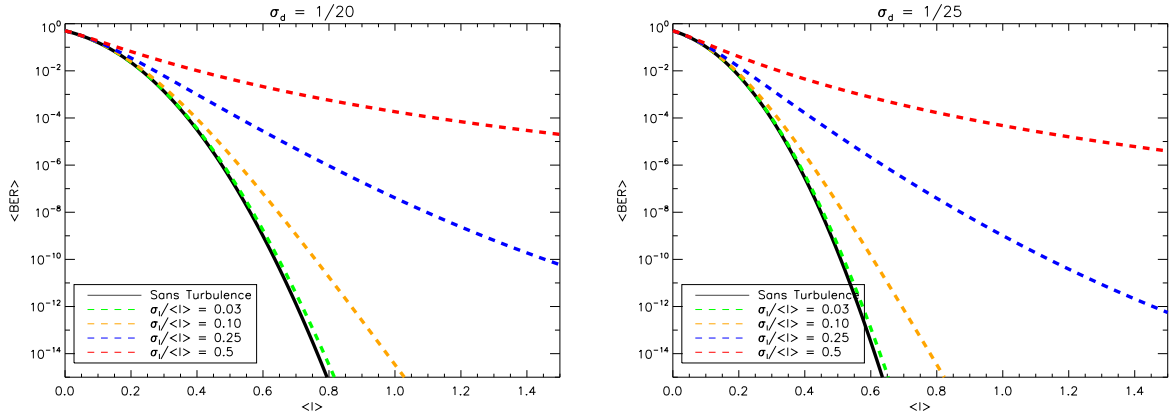 σd = 1/20
<BER>
10^0
10^-2
10^-4
10^-6
10^-8
10^-10
10^-12
10^-14
Sans Turbulence
σI/<I> = 0.03
σI/<I> = 0.10
σI/<I> = 0.25
σI/<I> = 0.5
0.0 0.2 0.4 0.6 0.8 1.0 1.2 1.4
<I>
σd = 1/25
<BER>
10^0
10^-2
10^-4
10^-6
10^-8
10^-10
10^-12
10^-14
Sans Turbulence
σI/<I> = 0.03
σI/<I> = 0.10
σI/<I> = 0.25
σI/<I> = 0.5
0.0 0.2 0.4 0.6 0.8 1.0 1.2 1.4
<I>